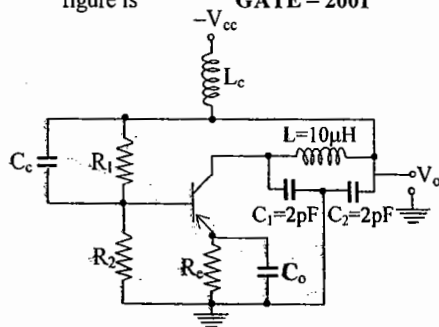 figure is GATE – 2001
−Vcc
Lc
L=10μH
Cc
R1
Vo
C1=2pF C2=2pF
R2
Re
Co